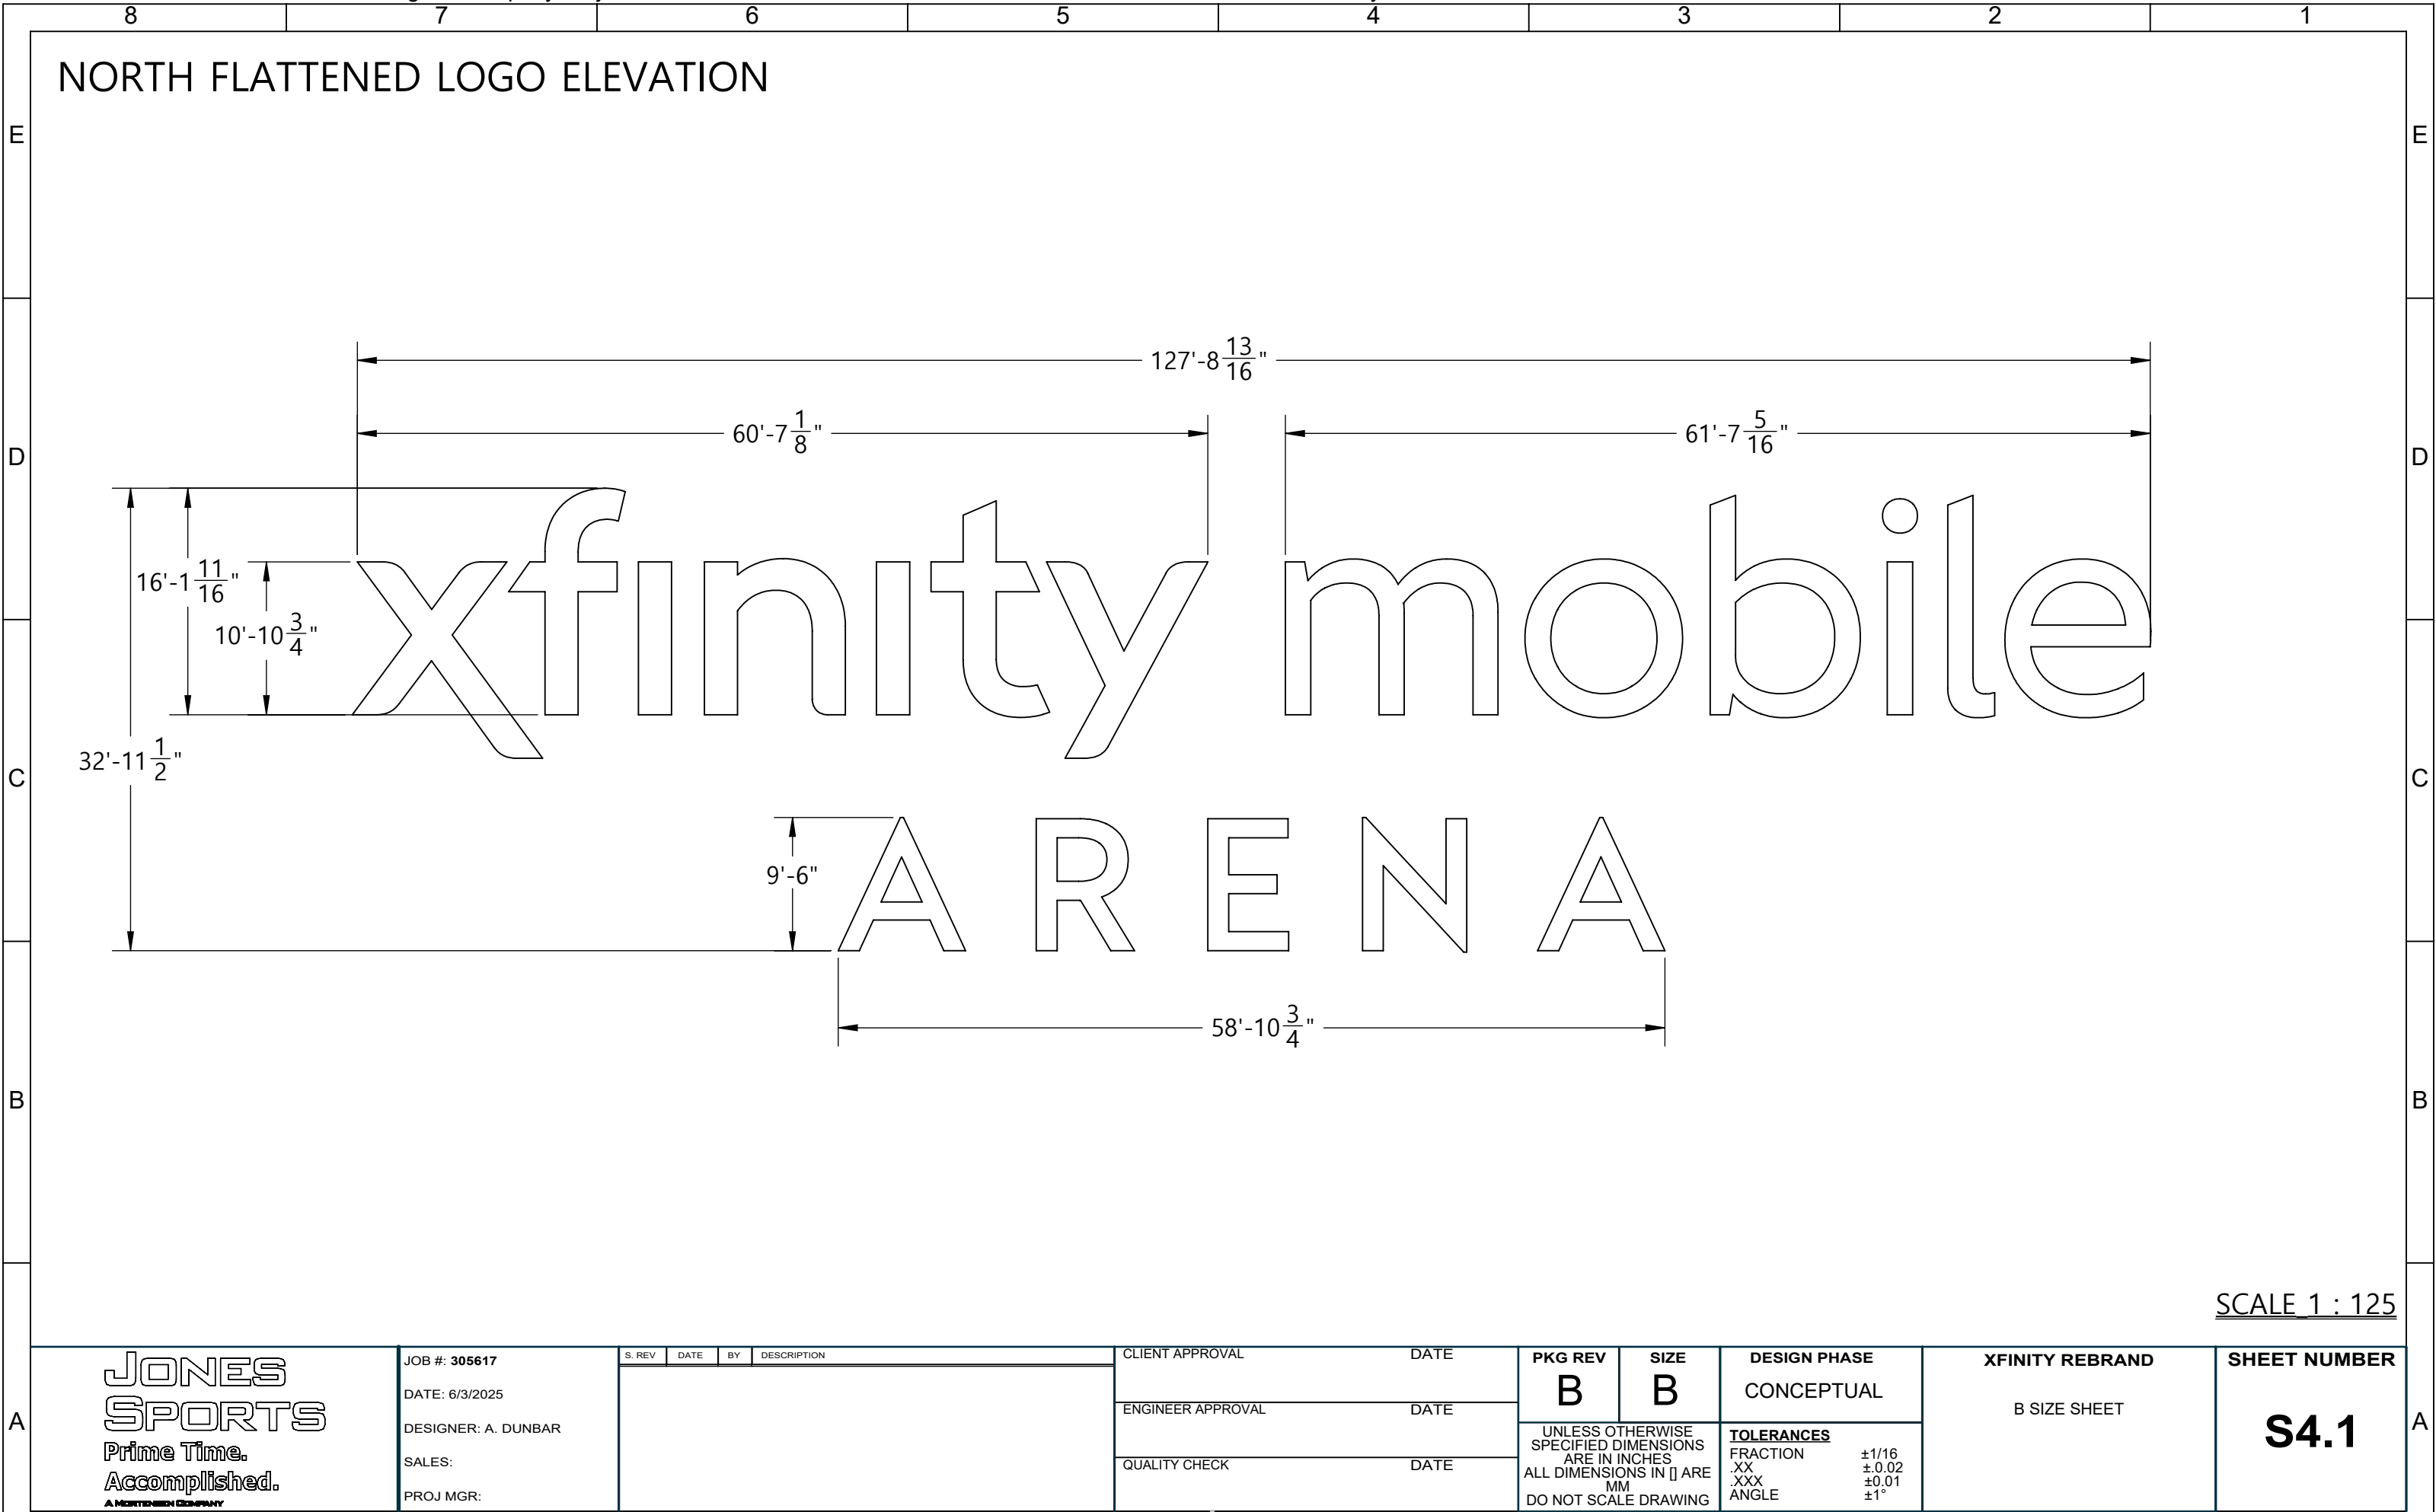 8 7 6 5 4 3 2 1
NORTH FLATTENED LOGO ELEVATION
E E
127'-8 13/16"
60'-7 1/8" 61'-7 5/16"
D D
xfinity mobile
16'-1 11/16"
10'-10 3/4"
32'-11 1/2"
C C
ARENA
9'-6"
58'-10 3/4"
B B
SCALE 1 : 125
A A
JONES
SPORTS
Prime Time.
Accomplished.
A MORTENSON COMPANY
JOB #: 305617
DATE: 6/3/2025
DESIGNER: A. DUNBAR
SALES:
PROJ MGR:
S. REV DATE BY DESCRIPTION
CLIENT APPROVAL DATE
ENGINEER APPROVAL DATE
QUALITY CHECK DATE
PKG REV
B
SIZE
B
UNLESS OTHERWISE
SPECIFIED DIMENSIONS
ARE IN INCHES
ALL DIMENSIONS IN [] ARE
MM
DO NOT SCALE DRAWING
DESIGN PHASE
CONCEPTUAL
TOLERANCES
FRACTION ±1/16
.XX ±.0.02
.XXX ±0.01
ANGLE ±1°
XFINITY REBRAND
B SIZE SHEET
SHEET NUMBER
S4.1